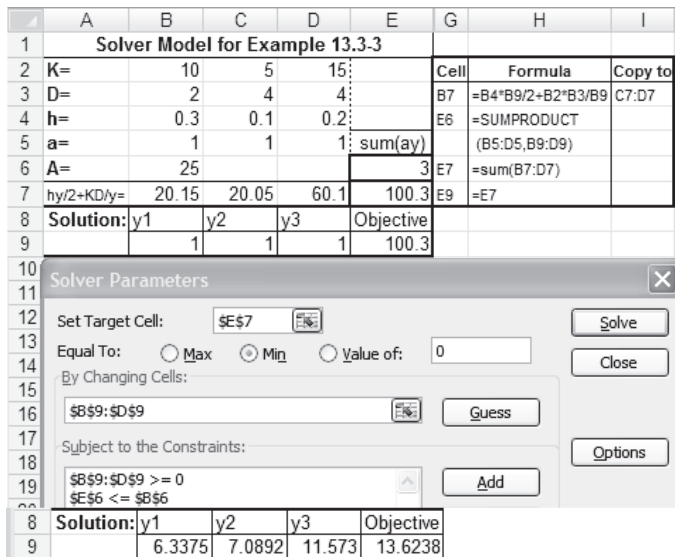 A B C D E G H I
1 Solver Model for Example 13.3-3
2 K= 10 5 15 Cell Formula Copy to
3 D= 2 4 4 B7 =B4*B9/2+B2*B3/B9 C7:D7
4 h= 0.3 0.1 0.2 E6 =SUMPRODUCT
5 a= 1 1 1 sum(ay) (B5:D5,B9:D9)
6 A= 25 3 E7 =sum(B7:D7)
7 hy/2+KD/y= 20.15 20.05 60.1 100.3 E9 =E7
8 Solution: y1 y2 y3 Objective
9 1 1 1 100.3
10
11 Solver Parameters
12 Set Target Cell: $E$7 Solve
13
14 Equal To: Max Min Value of: 0 Close
15 By Changing Cells:
16 $B$9:$D$9 Guess
17
18 Subject to the Constraints: Options
19 $B$9:$D$9 >= 0 Add
$E$6 <= $B$6
8 Solution: y1 y2 y3 Objective
9 6.3375 7.0892 11.573 13.6238